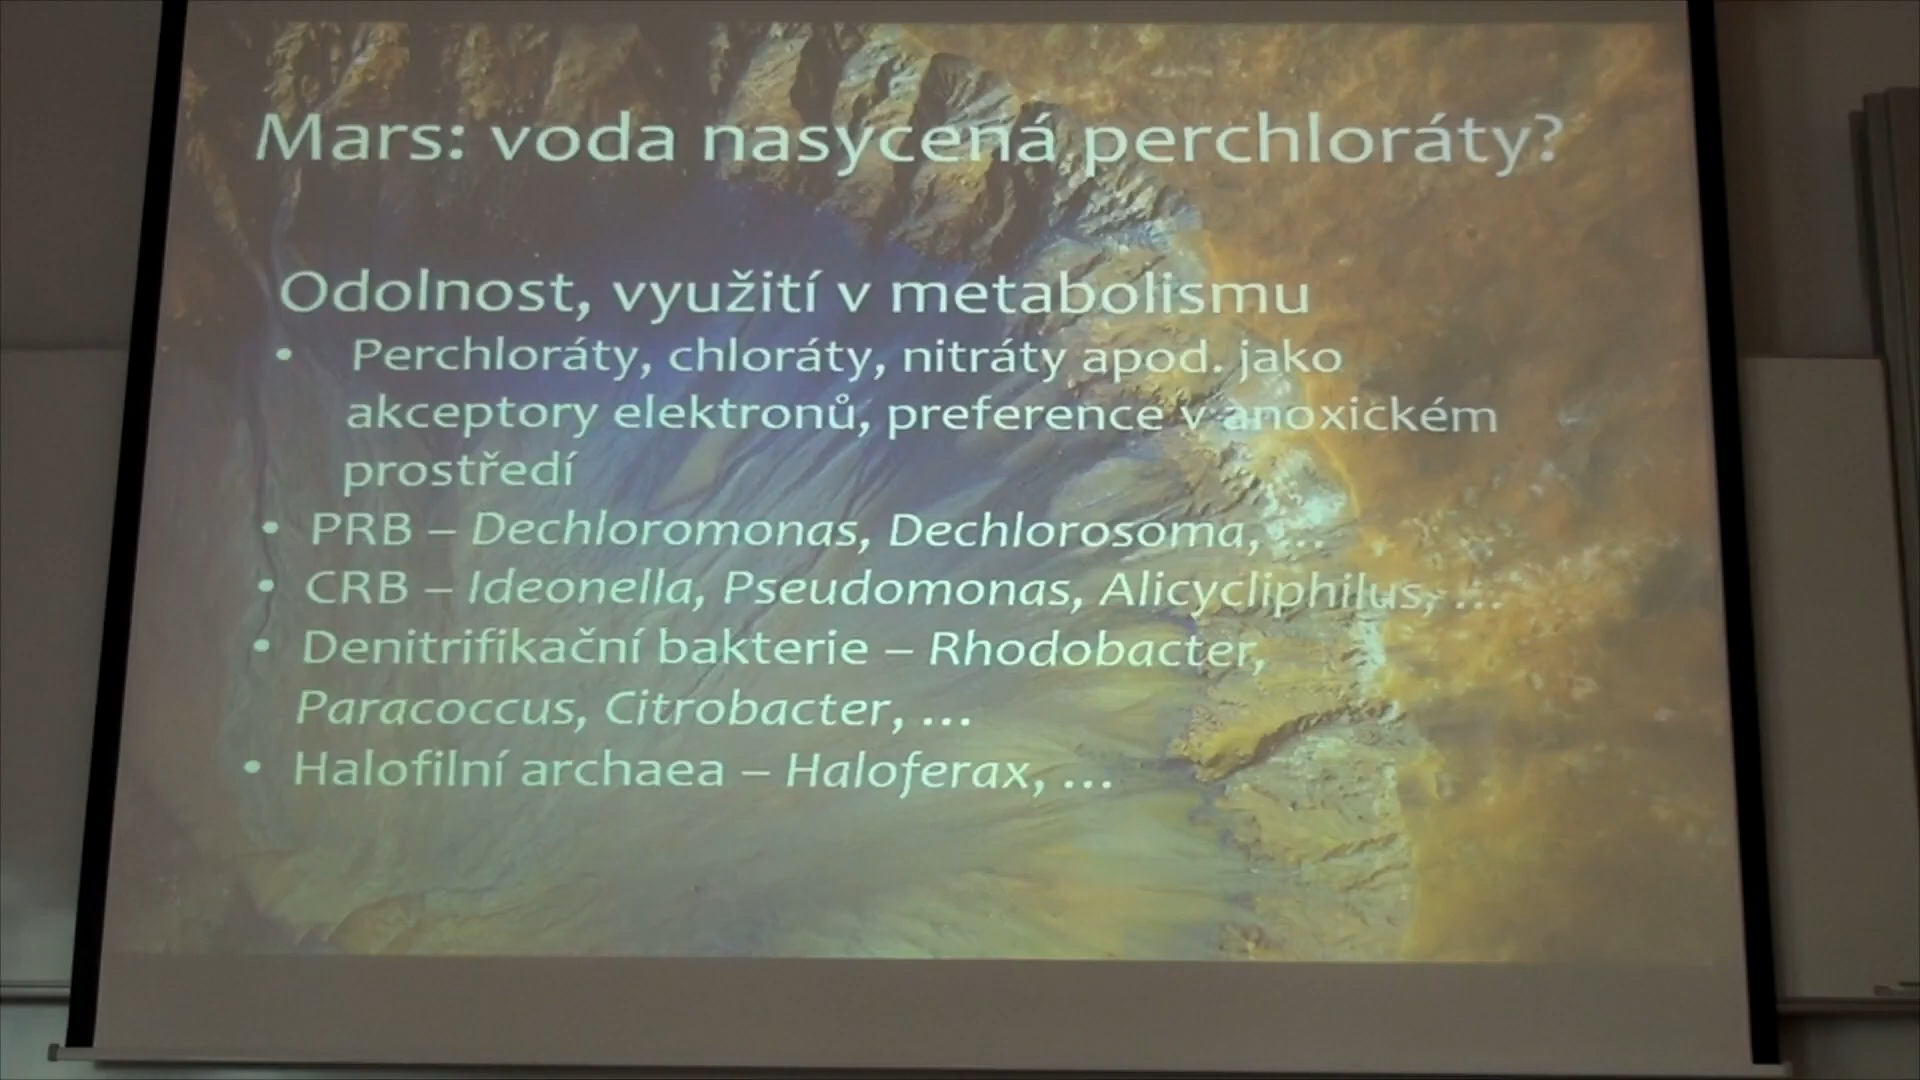 Mars: voda nasycená perchloráty?
Odolnost, využití v metabolismu
• Perchloráty, chloráty, nitráty apod. jako
akceptory elektronů, preference v anoxickém
prostředí
• PRB – Dechloromonas, Dechlorosoma, …
• CRB – Ideonella, Pseudomonas, Alicycliphilus, …
• Denitrifikační bakterie – Rhodobacter,
Paracoccus, Citrobacter, …
• Halofilní archaea – Haloferax, …